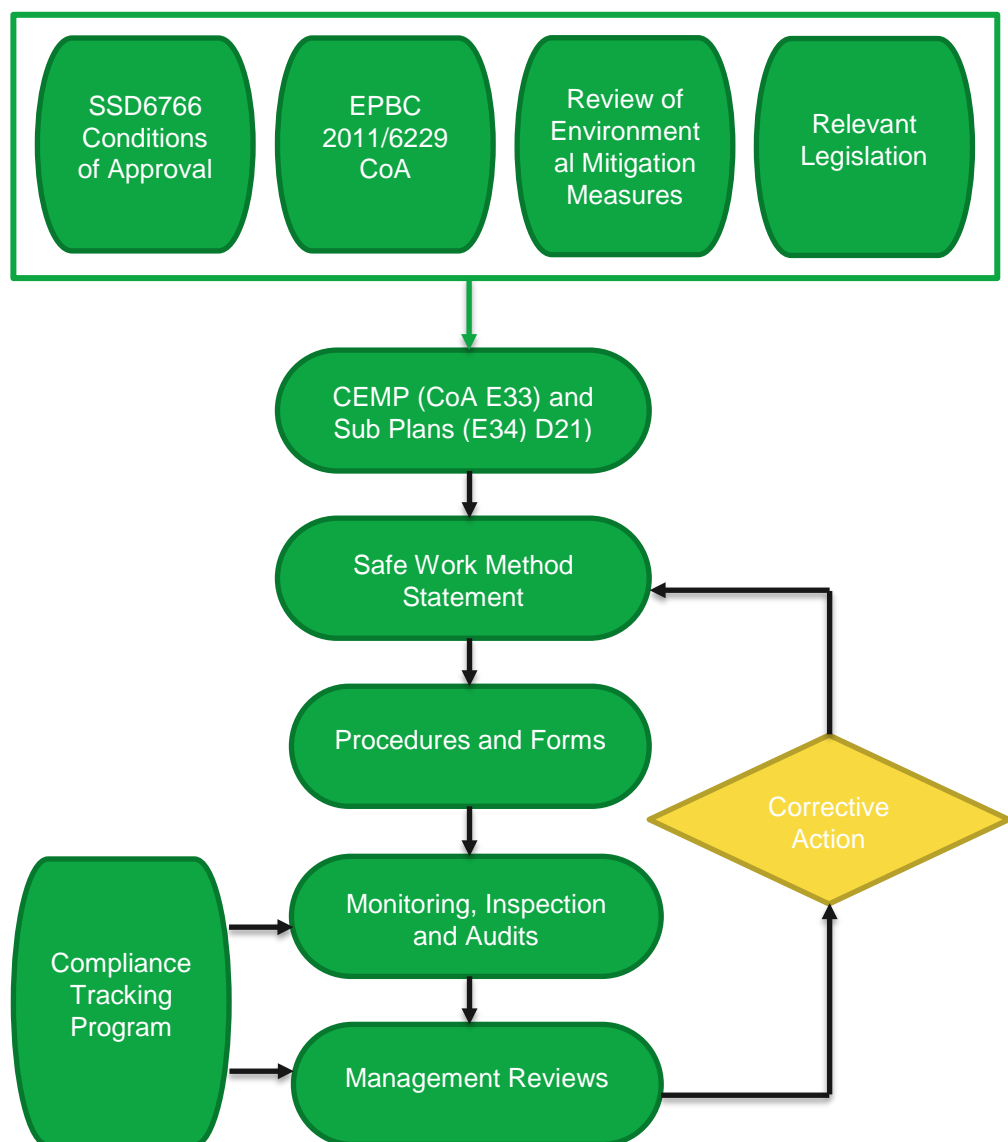 SSD6766
Conditions
of Approval
EPBC
2011/6229
CoA
Review of
Environment
al Mitigation
Measures
Relevant
Legislation
CEMP (CoA E33) and
Sub Plans (E34) D21)
Safe Work Method
Statement
Procedures and Forms
Corrective
Action
Monitoring, Inspection
and Audits
Compliance
Tracking
Program
Management Reviews